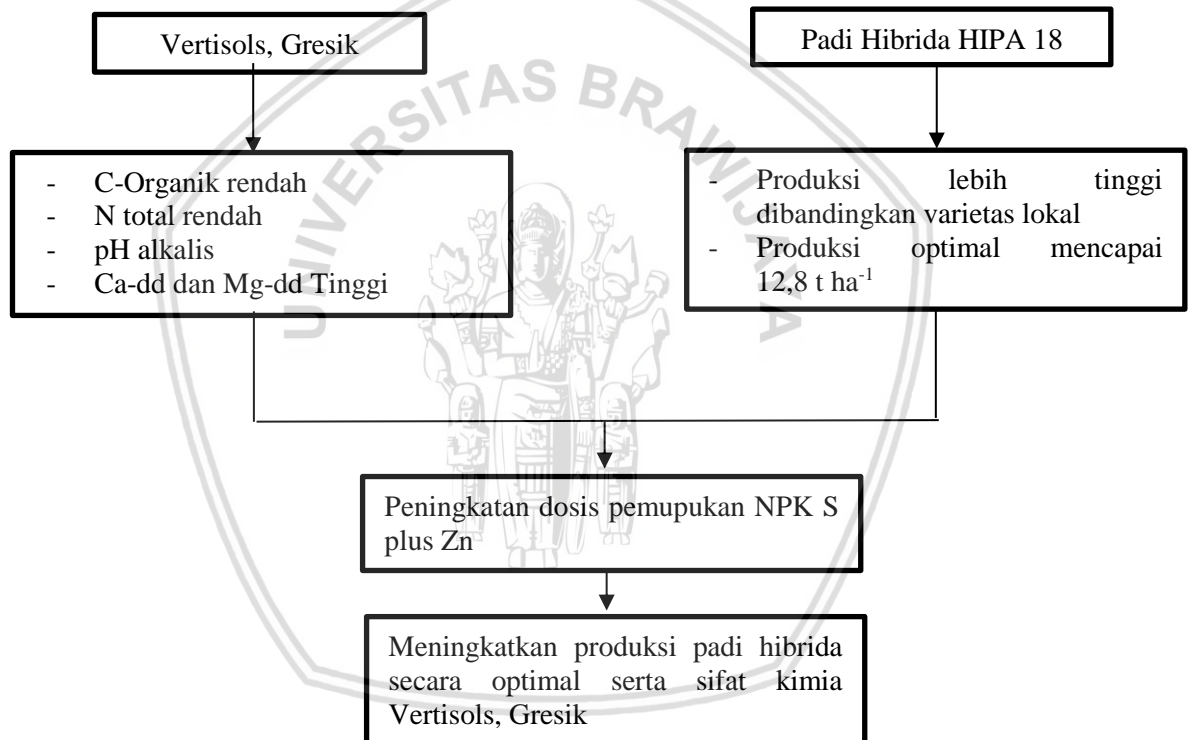 Vertisols, Gresik
Padi Hibrida HIPA 18
- C-Organik rendah
- N total rendah
- pH alkalis
- Ca-dd dan Mg-dd Tinggi
- Produksi lebih tinggi
dibandingkan varietas lokal
- Produksi optimal mencapai
12,8 t ha⁻¹
Peningkatan dosis pemupukan NPK S
plus Zn
Meningkatkan produksi padi hibrida
secara optimal serta sifat kimia
Vertisols, Gresik
UNIVERSITAS BRAWIJAYA